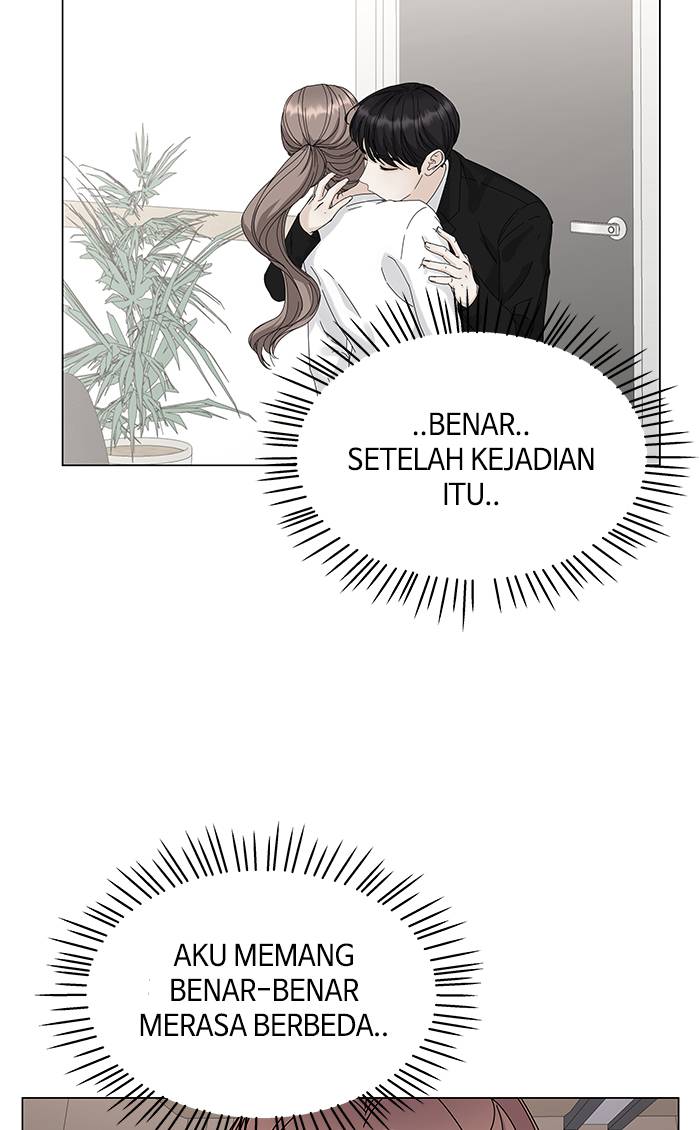 ..BENAR..
SETELAH KEJADIAN
ITU..
AKU MEMANG
BENAR-BENAR
MERASA BERBEDA..